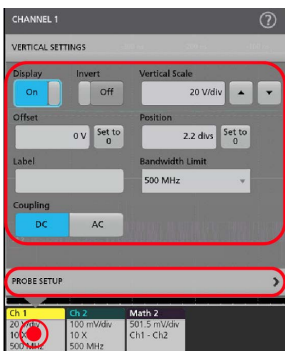 CHANNEL 1
VERTICAL SETTINGS
Display Invert Vertical Scale
On Off 20 V/div
Offset Position
0 V Set to 0 2.2 divs Set to 0
Label Bandwidth Limit
500 MHz
Coupling
DC AC
PROBE SETUP
Ch 1 Ch 2 Math 2
20 V/div 100 mV/div 501.5 mV/div
10 X 10 X Ch1 - Ch2
500 MHz 500 MHz